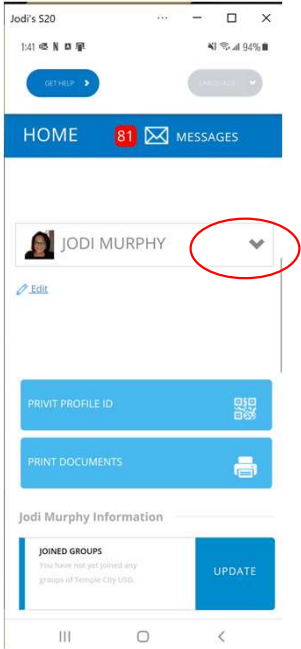 Jodi's S20
1:41
94%
GET HELP
LANGUAGE
HOME 81 MESSAGES
JODI MURPHY
Edit
PRIVIT PROFILE ID
PRINT DOCUMENTS
Jodi Murphy Information
JOINED GROUPS
You have not yet joined any
groups of Temple City USD.
UPDATE